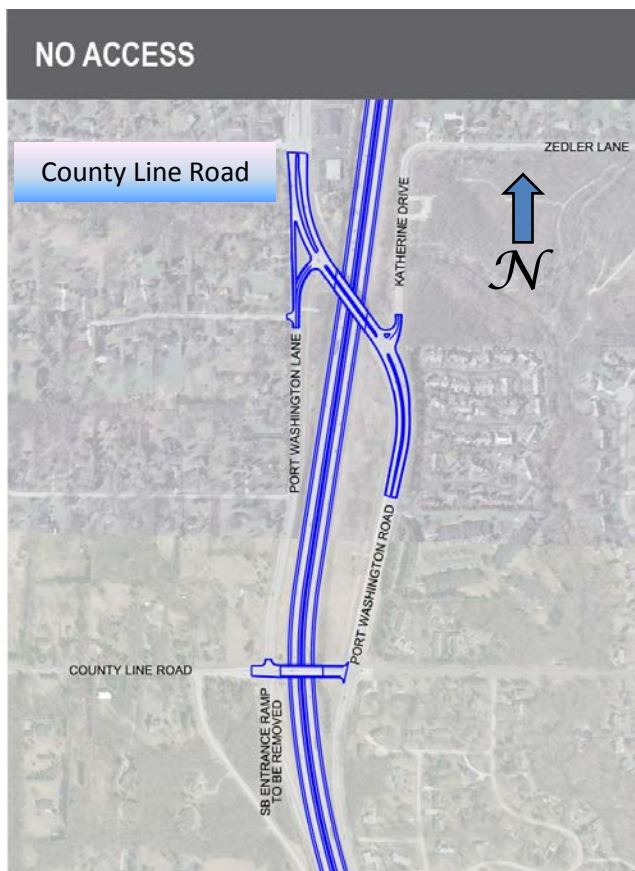 NO ACCESS
County Line Road
ZEDLER LANE
N
KATHERINE DRIVE
PORT WASHINGTON LANE
PORT WASHINGTON ROAD
COUNTY LINE ROAD
SB ENTRANCE RAMP
TO BE REMOVED